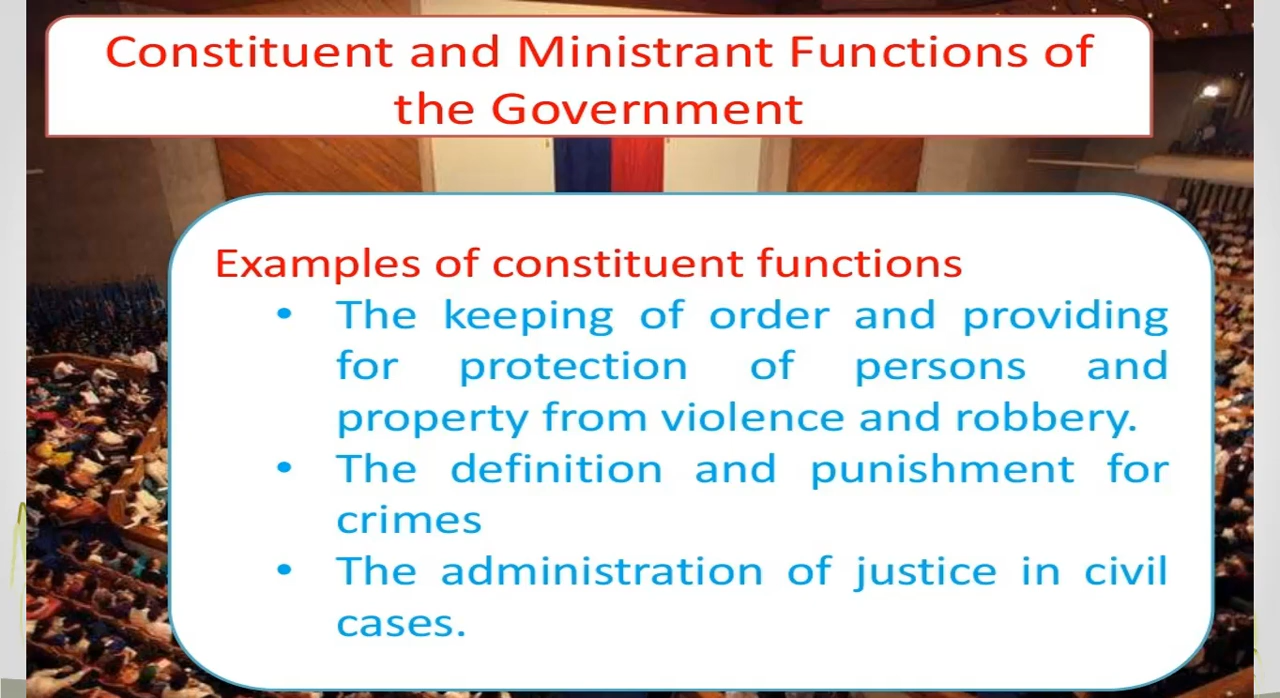 Constituent and Ministrant Functions of
the Government
Examples of constituent functions
• The keeping of order and providing
for protection of persons and
property from violence and robbery.
• The definition and punishment for
crimes
• The administration of justice in civil
cases.